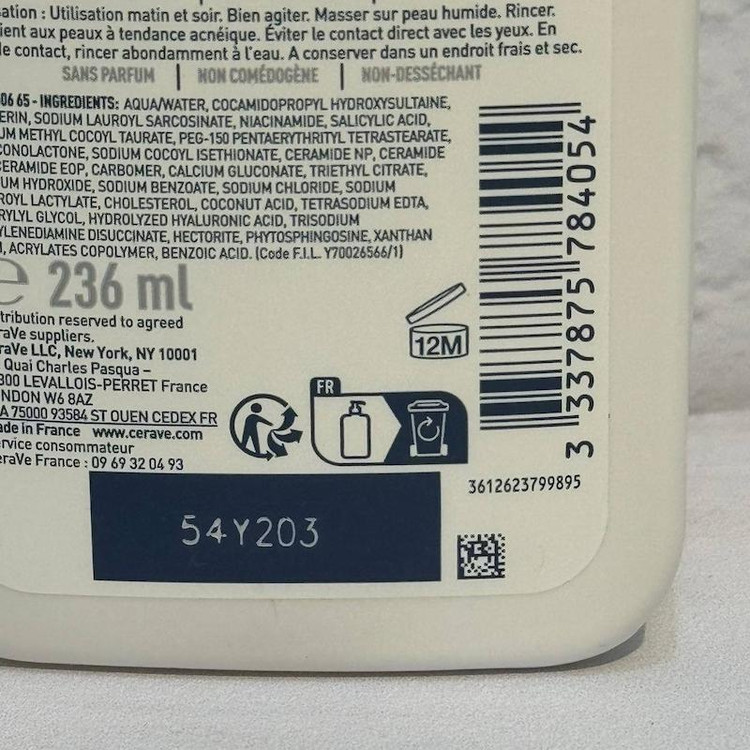 : Utilisation matin et soir. Bien agiter. Masser sur peau humide. Rincer.
aux peaux à tendance acnéique. Éviter le contact direct avec les yeux. En
de contact, rincer abondamment à l'eau. A conserver dans un endroit frais et sec.
SANS PARFUM | NON COMÉDOGÈNE | NON-DESSÉCHANT
06 65 - INGREDIENTS: AQUA/WATER, COCAMIDOPROPYL HYDROXYSULTAINE,
ERIN, SODIUM LAUROYL SARCOSINATE, NIACINAMIDE, SALICYLIC ACID,
UM METHYL COCOYL TAURATE, PEG-150 PENTAERYTHRITYL TETRASTEARATE,
CONOLACTONE, SODIUM COCOYL ISETHIONATE, CERAMIDE NP, CERAMIDE
CERAMIDE EOP, CARBOMER, CALCIUM GLUCONATE, TRIETHYL CITRATE,
UM HYDROXIDE, SODIUM BENZOATE, SODIUM CHLORIDE, SODIUM
ROYL LACTYLATE, CHOLESTEROL, COCONUT ACID, TETRASODIUM EDTA,
RYLYL GLYCOL, HYDROLYZED HYALURONIC ACID, TRISODIUM
YLENEDIAMINE DISUCCINATE, HECTORITE, PHYTOSPHINGOSINE, XANTHAN
, ACRYLATES COPOLYMER, BENZOIC ACID. (Code F.I.L. Y70026566/1)
e 236 ml
tribution reserved to agreed
raVe suppliers.
raVe LLC, New York, NY 10001
Quai Charles Pasqua –
300 LEVALLOIS-PERRET France
NDON W6 8AZ
A 75000 93584 ST OUEN CEDEX FR
ade in France www.cerave.com
ervice consommateur
eraVe France : 09 69 32 04 93
12M
FR
3 337875 784054
3612623799895
54Y203